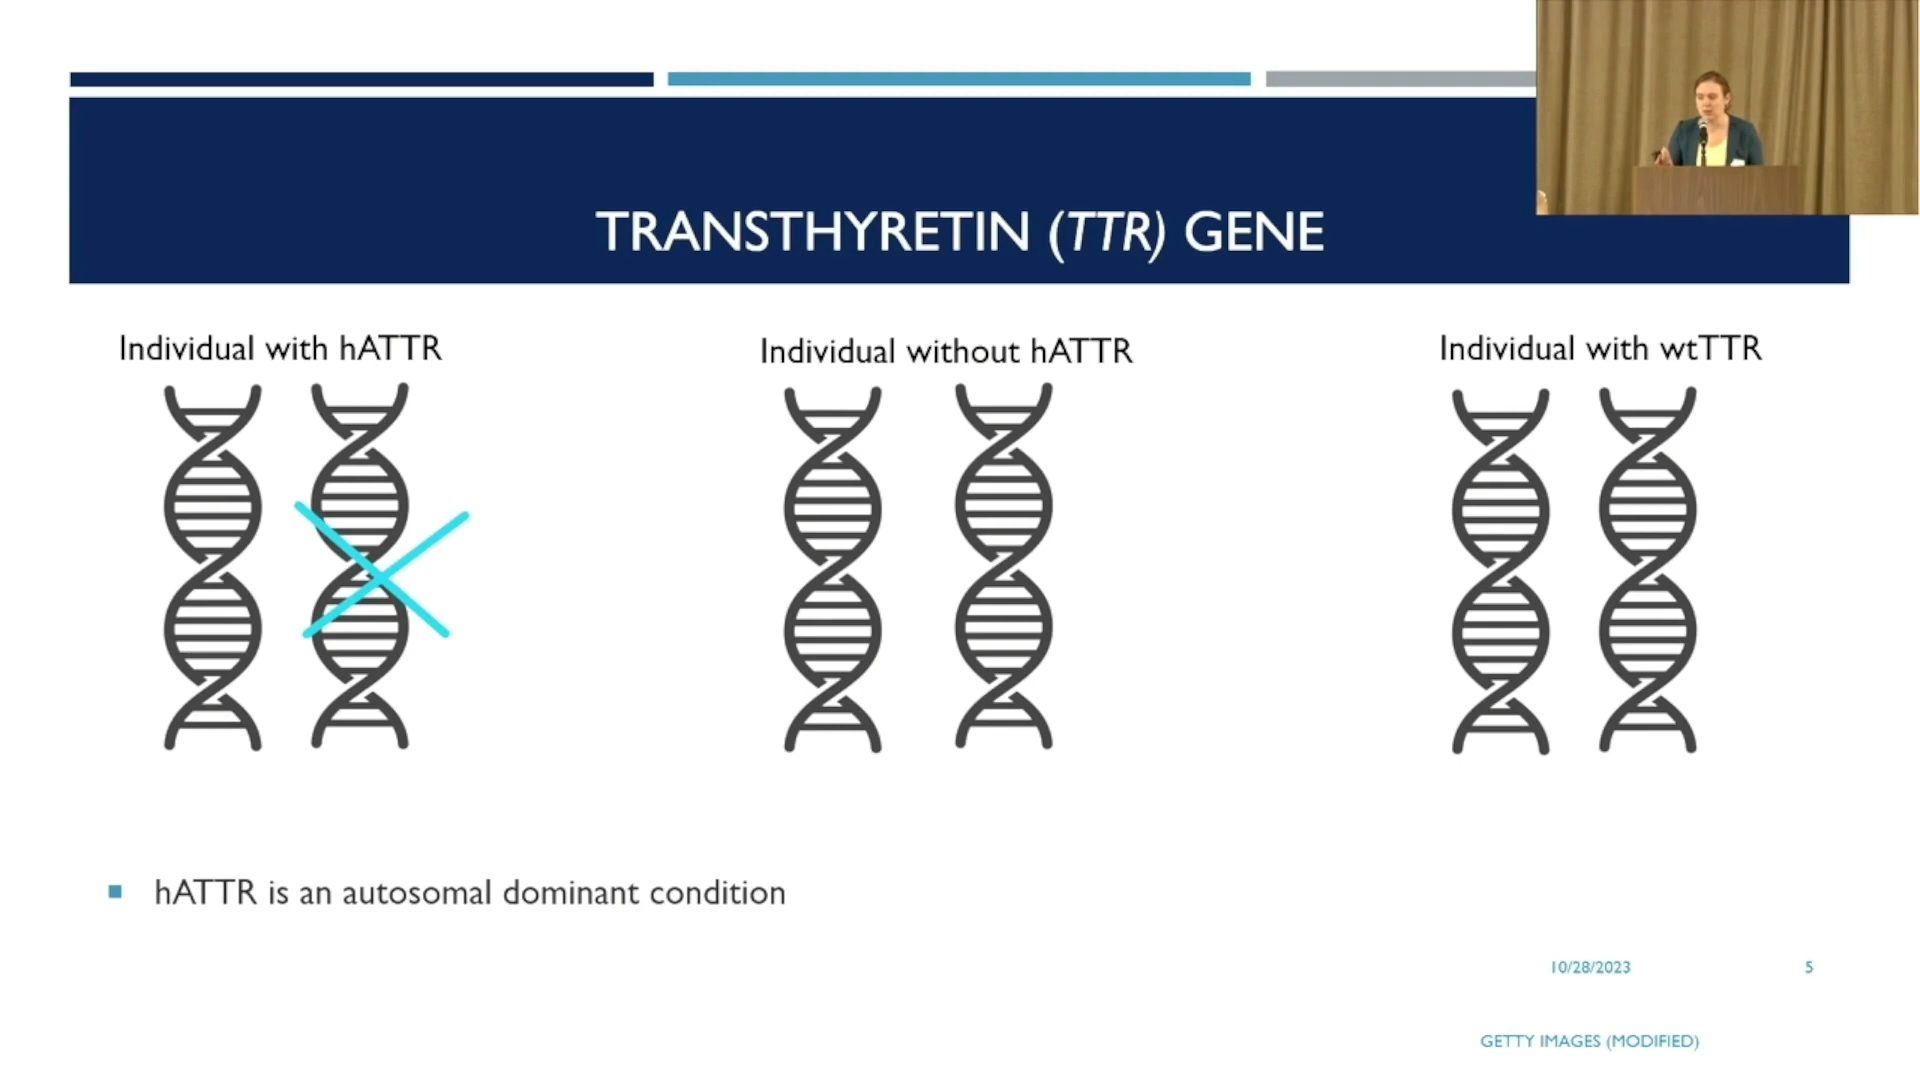 TRANSTHYRETIN (TTR) GENE
Individual with hATTR
Individual without hATTR
Individual with wtTTR
▪ hATTR is an autosomal dominant condition
10/28/2023
5
GETTY IMAGES (MODIFIED)